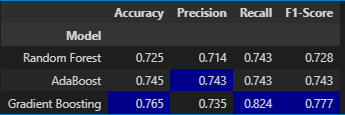 Accuracy Precision Recall F1-Score
Model
Random Forest 0.725 0.714 0.743 0.728
AdaBoost 0.745 0.743 0.743 0.743
Gradient Boosting 0.765 0.735 0.824 0.777